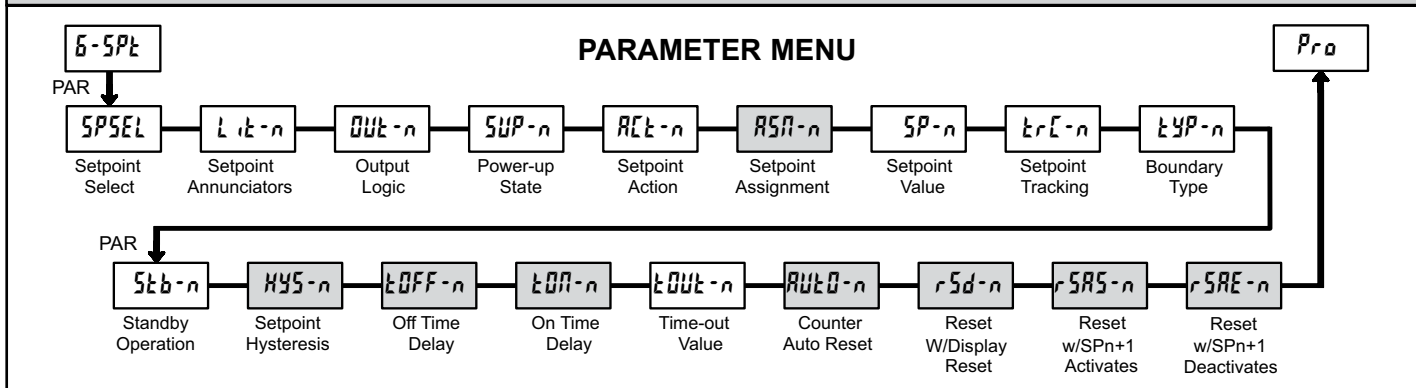 6-SPt
PARAMETER MENU
Pro
PAR
SPSEL
Lit-n
OUt-n
SUP-n
ACt-n
ASN-n
SP-n
trC-n
tYP-n
Setpoint
Select
Setpoint
Annunciators
Output
Logic
Power-up
State
Setpoint
Action
Setpoint
Assignment
Setpoint
Value
Setpoint
Tracking
Boundary
Type
PAR
Stb-n
HYS-n
tOFF-n
tON-n
tOUt-n
AUtO-n
rSd-n
rSAS-n
rSAE-n
Standby
Operation
Setpoint
Hysteresis
Off Time
Delay
On Time
Delay
Time-out
Value
Counter
Auto Reset
Reset
W/Display
Reset
Reset
w/SPn+1
Activates
Reset
w/SPn+1
Deactivates